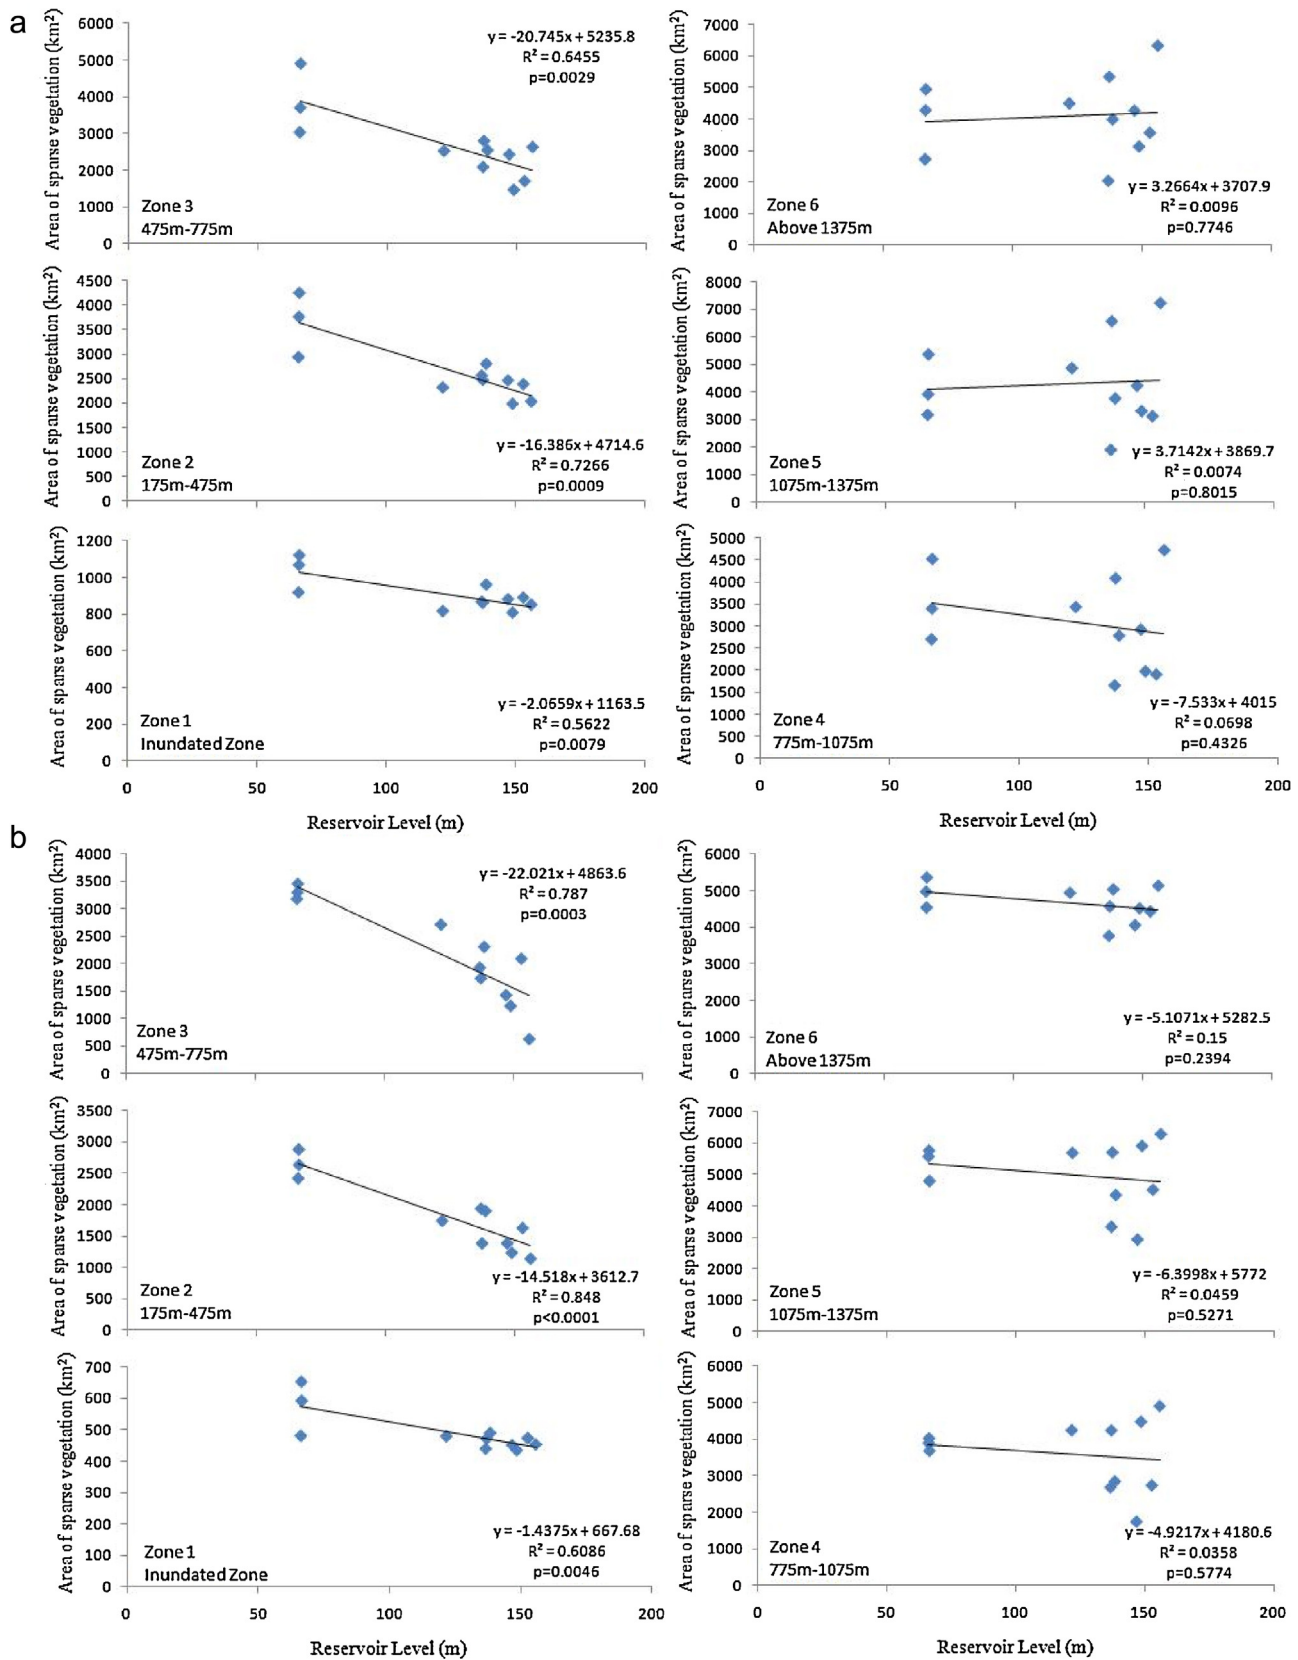 a
Area of sparse vegetation (km²)
6000
5000
4000
3000
2000
1000
0
y = -20.745x + 5235.8
R² = 0.6455
p=0.0029
Zone 3
475m-775m
Area of sparse vegetation (km²)
7000
6000
5000
4000
3000
2000
1000
0
y = 3.2664x + 3707.9
R² = 0.0096
p=0.7746
Zone 6
Above 1375m
Area of sparse vegetation (km²)
4500
4000
3500
3000
2500
2000
1500
1000
500
0
y = -16.386x + 4714.6
R² = 0.7266
p=0.0009
Zone 2
175m-475m
Area of sparse vegetation (km²)
8000
7000
6000
5000
4000
3000
2000
1000
0
y = 3.7142x + 3869.7
R² = 0.0074
p=0.8015
Zone 5
1075m-1375m
Area of sparse vegetation (km²)
1200
1000
800
600
400
200
0
y = -2.0659x + 1163.5
R² = 0.5622
p=0.0079
Zone 1
Inundated Zone
0 50 100 150 200
Reservoir Level (m)
Area of sparse vegetation (km²)
5000
4500
4000
3500
3000
2500
2000
1500
1000
500
0
y = -7.533x + 4015
R² = 0.0698
p=0.4326
Zone 4
775m-1075m
0 50 100 150 200
Reservoir Level (m)
b
Area of sparse vegetation (km²)
4000
3500
3000
2500
2000
1500
1000
500
0
y = -22.021x + 4863.6
R² = 0.787
p=0.0003
Zone 3
475m-775m
Area of sparse vegetation (km²)
6000
5000
4000
3000
2000
1000
0
y = -5.1071x + 5282.5
R² = 0.15
p=0.2394
Zone 6
Above 1375m
Area of sparse vegetation (km²)
3500
3000
2500
2000
1500
1000
500
0
y = -14.518x + 3612.7
R² = 0.848
p<0.0001
Zone 2
175m-475m
Area of sparse vegetation (km²)
7000
6000
5000
4000
3000
2000
1000
0
y = -6.3998x + 5772
R² = 0.0459
p=0.5271
Zone 5
1075m-1375m
Area of sparse vegetation (km²)
700
600
500
400
300
200
100
0
y = -1.4375x + 667.68
R² = 0.6086
p=0.0046
Zone 1
Inundated Zone
0 50 100 150 200
Reservoir Level (m)
Area of sparse vegetation (km²)
6000
5000
4000
3000
2000
1000
0
y = -4.9217x + 4180.6
R² = 0.0358
p=0.5774
Zone 4
775m-1075m
0 50 100 150 200
Reservoir Level (m)